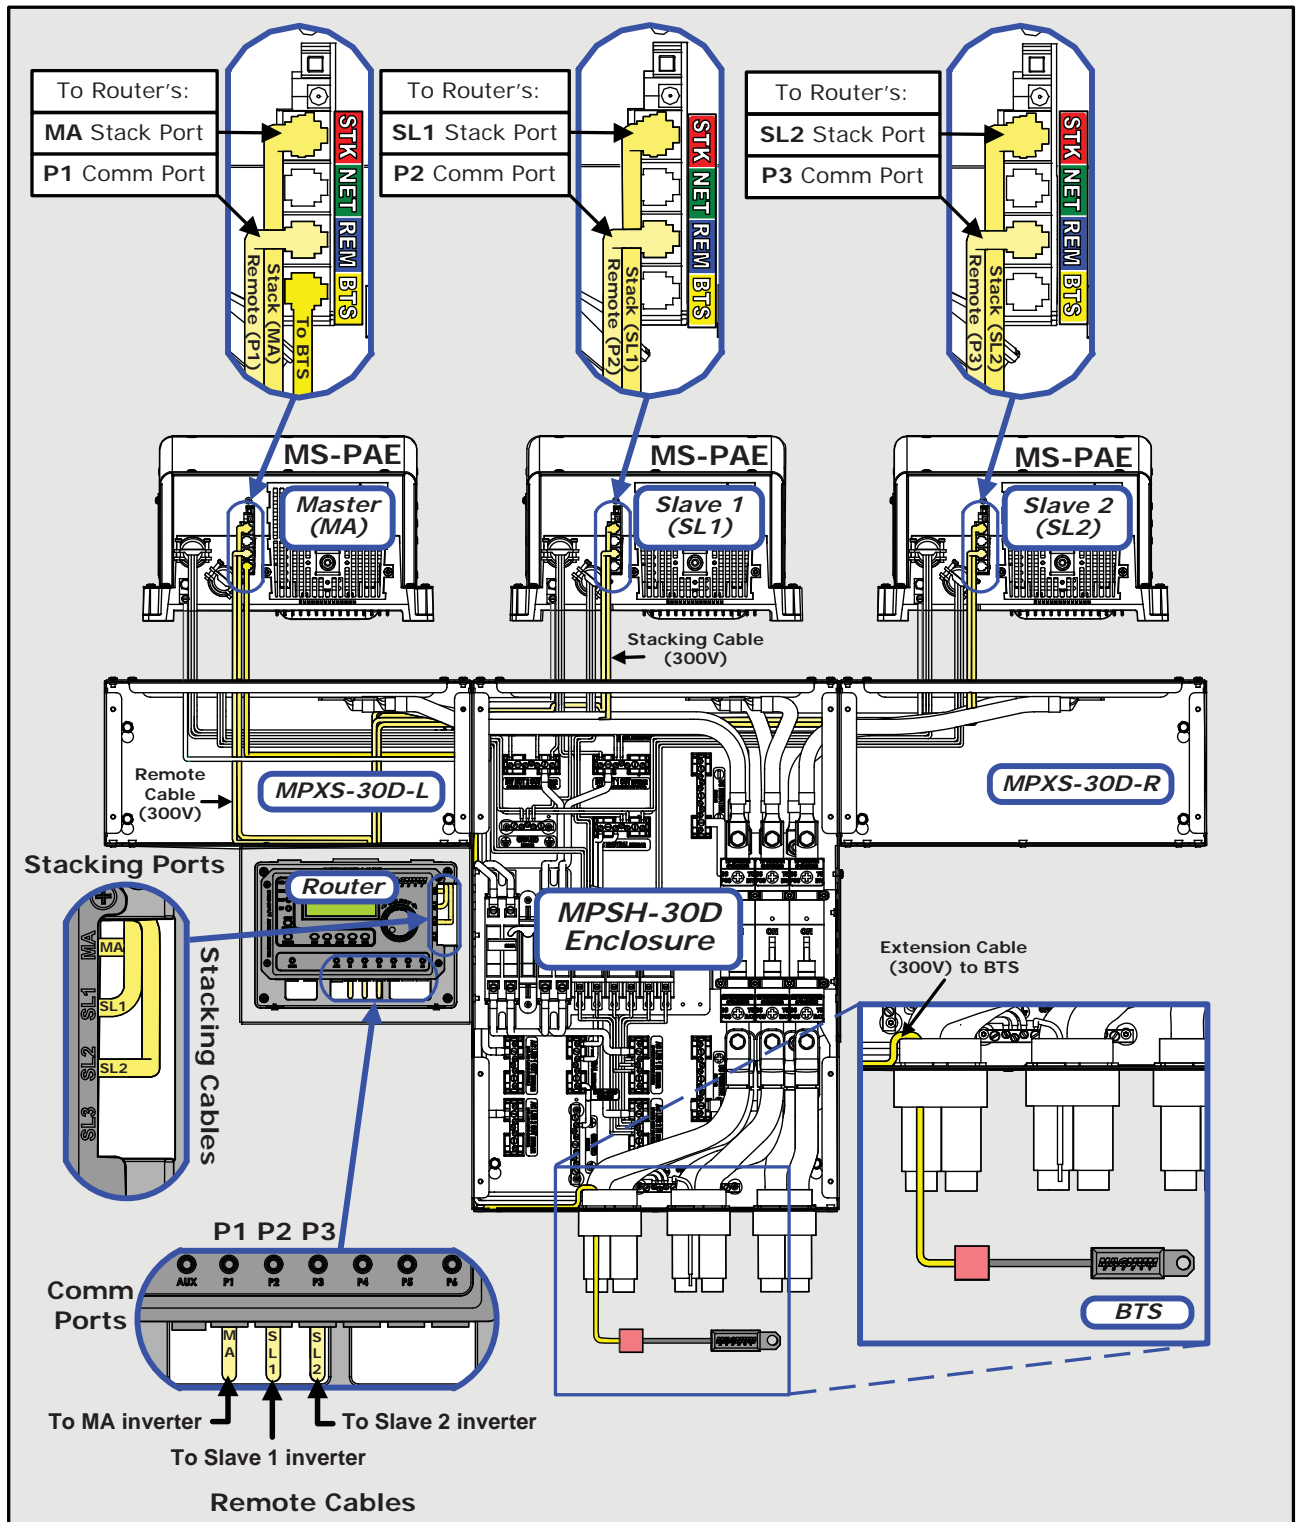 To Router's:
MA Stack Port
P1 Comm Port
To Router's:
SL1 Stack Port
P2 Comm Port
To Router's:
SL2 Stack Port
P3 Comm Port
STK NET REM BTS
Remote (P1)
Stack (MA)
To BTS
STK NET REM BTS
Remote (P2)
Stack (SL1)
STK NET REM BTS
Remote (P3)
Stack (SL2)
MS-PAE
Master
(MA)
MS-PAE
Slave 1
(SL1)
MS-PAE
Slave 2
(SL2)
Stacking Cable
(300V)
Remote
Cable
(300V)
MPXS-30D-L
MPXS-30D-R
Stacking Ports
Router
MPSH-30D
Enclosure
MA
SL1
SL2
SL3
MA
SL1
SL2
Stacking Cables
Extension Cable
(300V) to BTS
MAGNUM
BTS
MAGNUM
P1 P2 P3
Comm
Ports
AUX P1 P2 P3 P4 P5 P6
MA
SL1
SL2
To MA inverter
To Slave 2 inverter
To Slave 1 inverter
Remote Cables